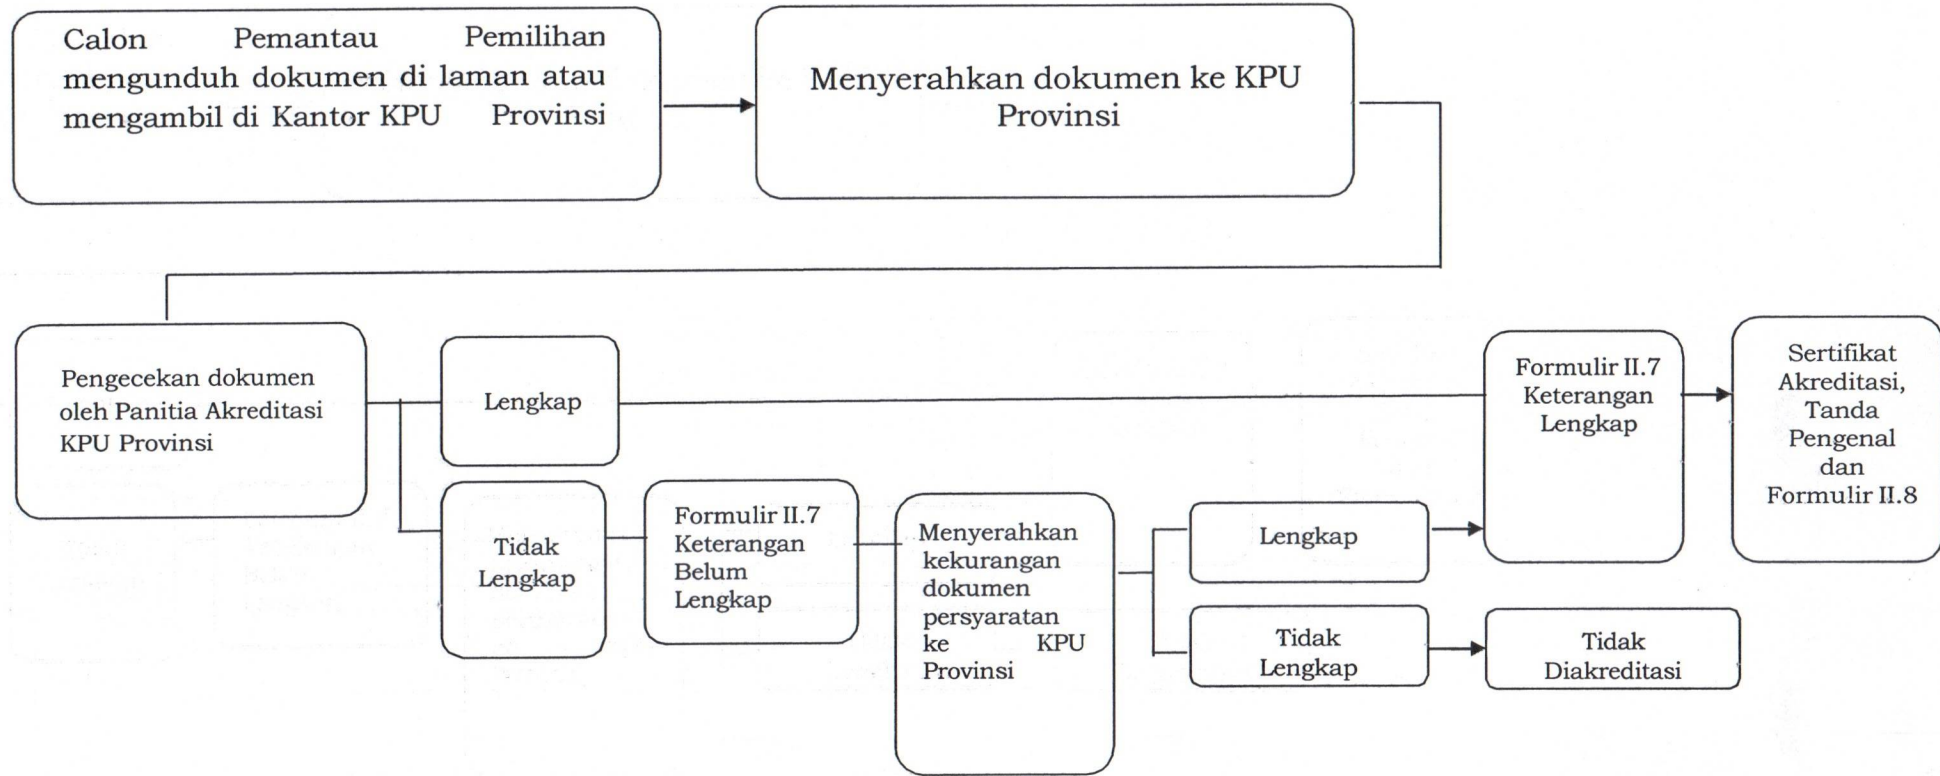 Calon Pemantau Pemilihan
mengunduh dokumen di laman atau
mengambil di Kantor KPU Provinsi
Menyerahkan dokumen ke KPU
Provinsi
Pengecekan dokumen
oleh Panitia Akreditasi
KPU Provinsi
Lengkap
Formulir II.7
Keterangan
Lengkap
Sertifikat
Akreditasi,
Tanda
Pengenal
dan
Formulir II.8
Tidak
Lengkap
Formulir II.7
Keterangan
Belum
Lengkap
Menyerahkan
kekurangan
dokumen
persyaratan
ke KPU
Provinsi
Lengkap
Tidak
Lengkap
Tidak
Diakreditasi